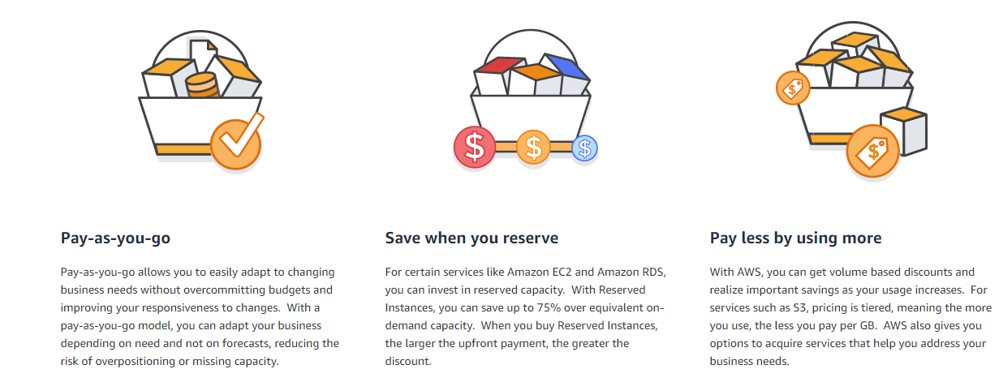 Pay-as-you-go
Pay-as-you-go allows you to easily adapt to changing
business needs without overcommitting budgets and
improving your responsiveness to changes.  With a
pay-as-you-go model, you can adapt your business
depending on need and not on forecasts, reducing the
risk of overpositioning or missing capacity.
Save when you reserve
For certain services like Amazon EC2 and Amazon RDS,
you can invest in reserved capacity.  With Reserved
Instances, you can save up to 75% over equivalent on-
demand capacity.  When you buy Reserved Instances,
the larger the upfront payment, the greater the
discount.
Pay less by using more
With AWS, you can get volume based discounts and
realize important savings as your usage increases.  For
services such as S3, pricing is tiered, meaning the more
you use, the less you pay per GB.  AWS also gives you
options to acquire services that help you address your
business needs.
$ $ $
$
$